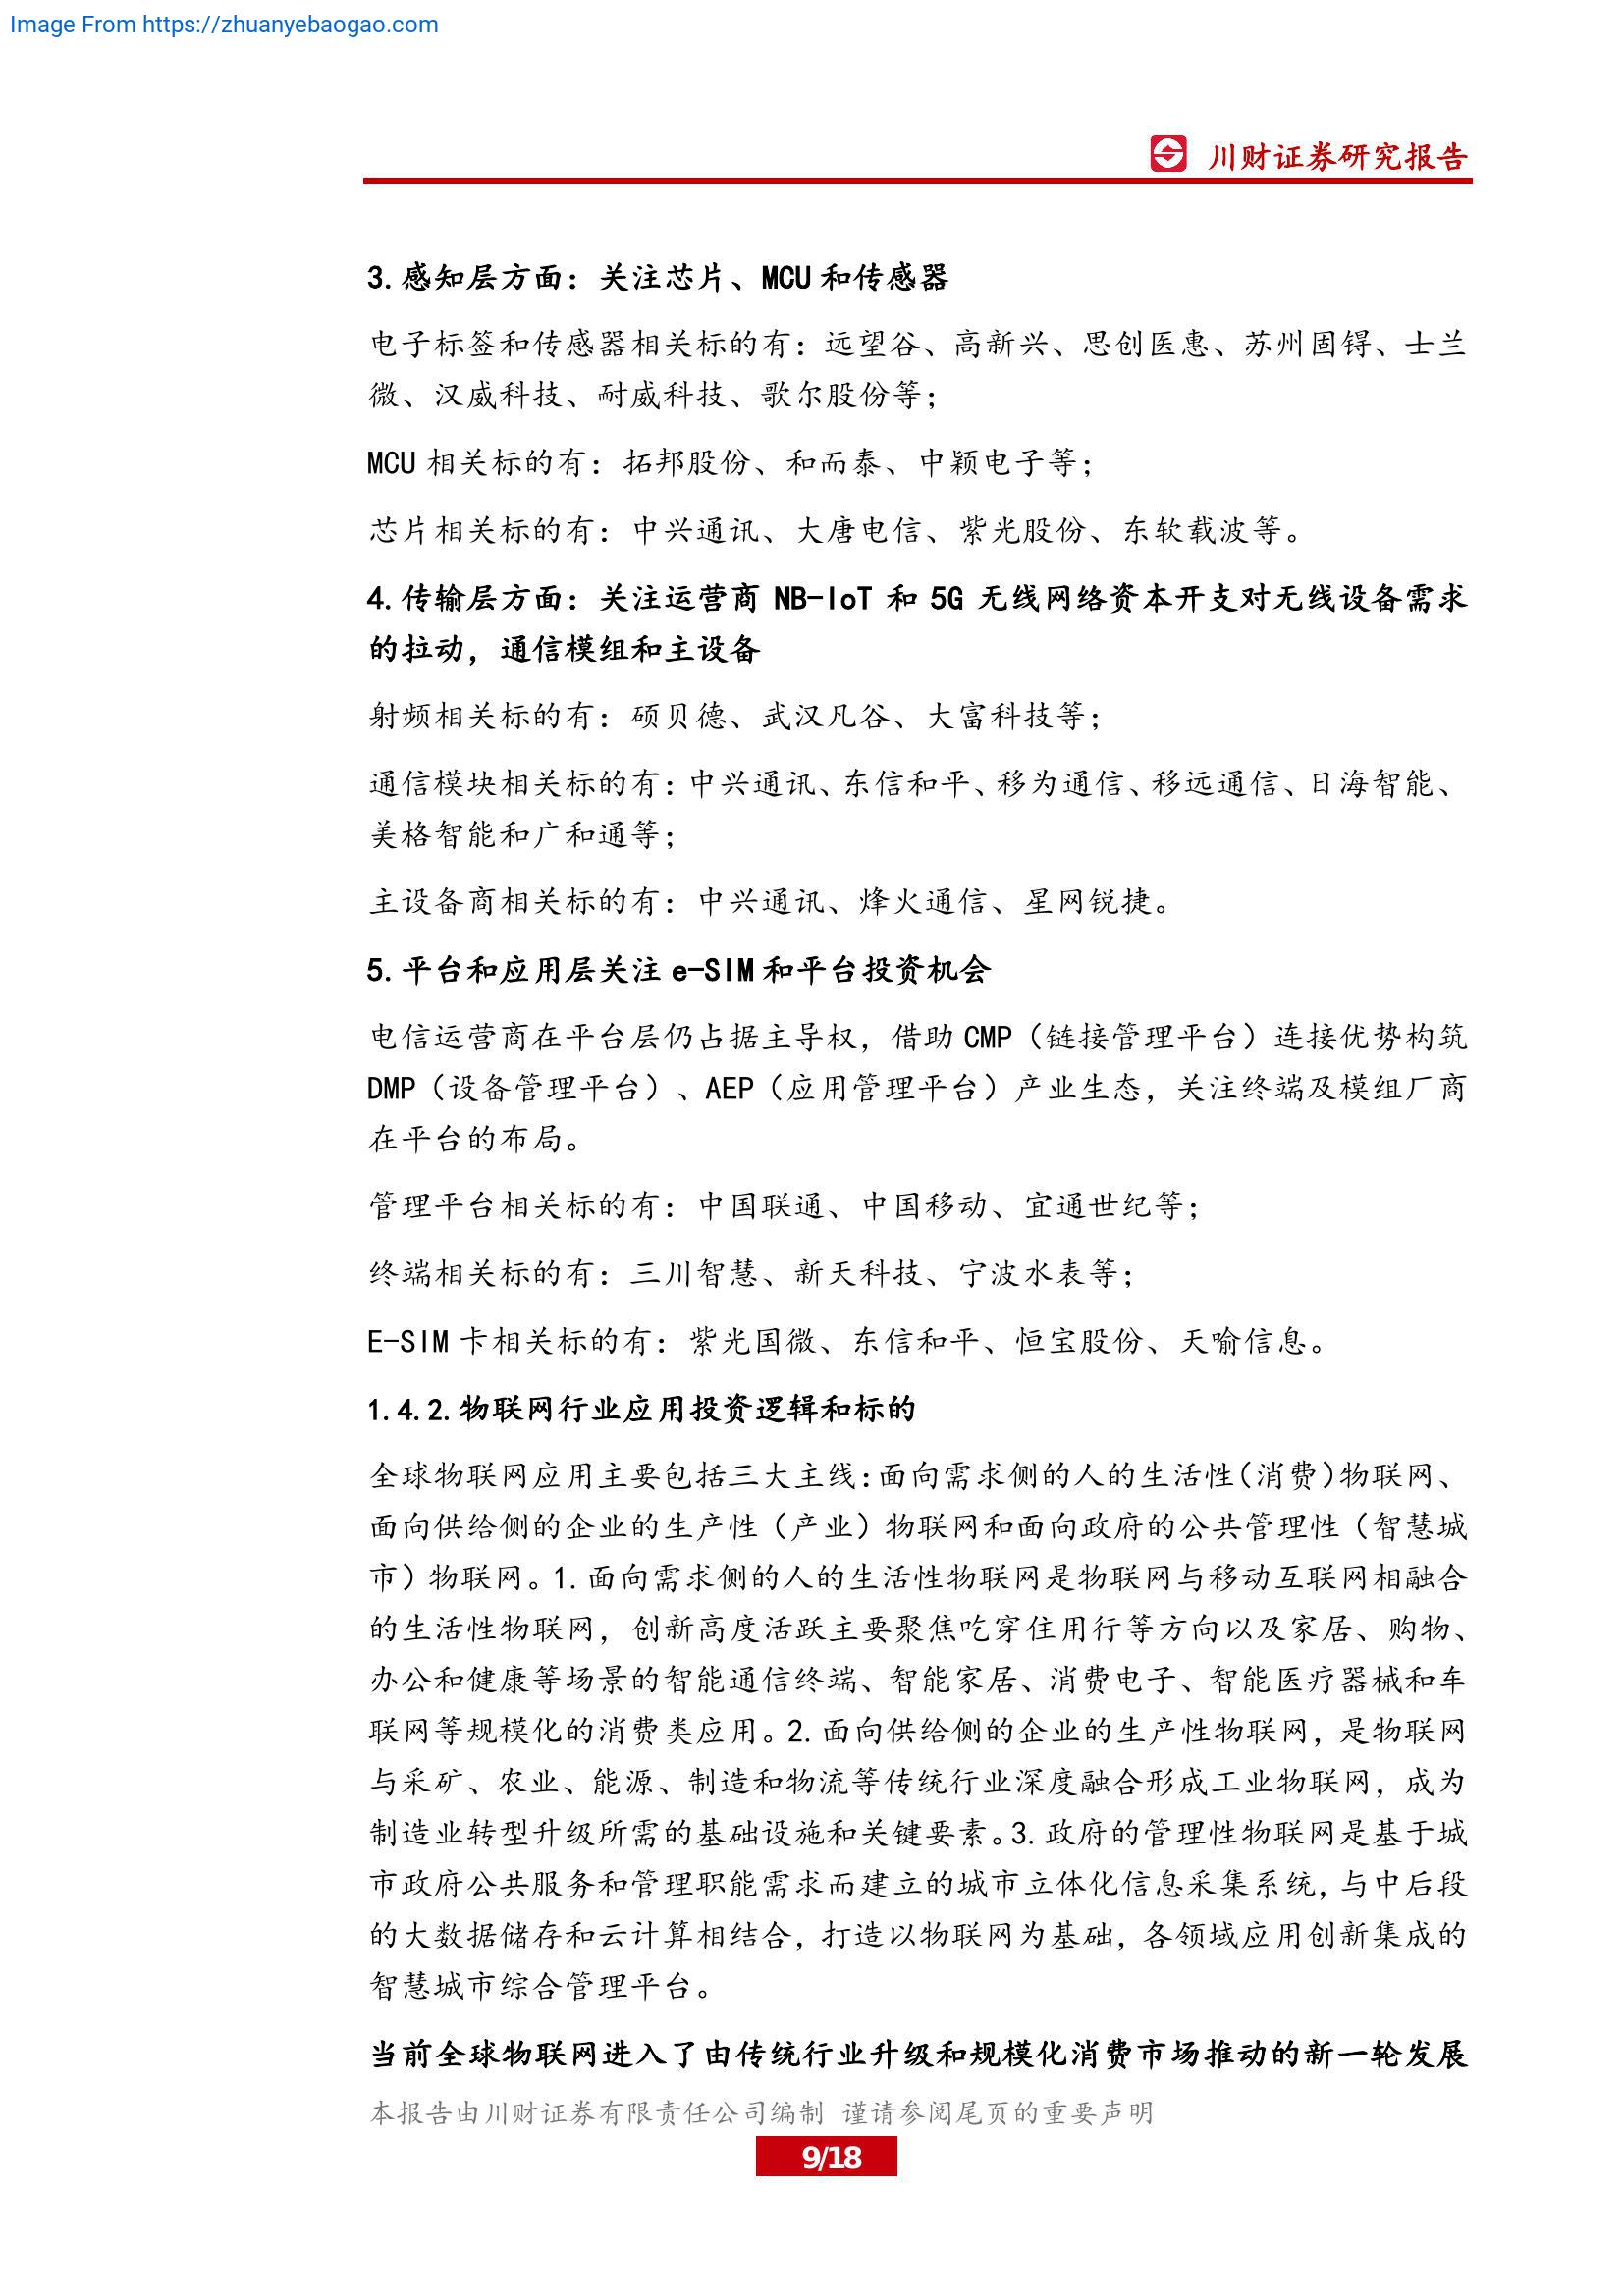 Image From https://zhuanyebaogao.com
川财证券研究报告
3.感知层方面：关注芯片、MCU和传感器
电子标签和传感器相关标的有：远望谷、高新兴、思创医惠、苏州固锝、士兰
微、汉威科技、耐威科技、歌尔股份等；
MCU 相关标的有：拓邦股份、和而泰、中颖电子等；
芯片相关标的有：中兴通讯、大唐电信、紫光股份、东软载波等。
4.传输层方面：关注运营商 NB-IoT 和 5G 无线网络资本开支对无线设备需求
的拉动，通信模组和主设备
射频相关标的有：硕贝德、武汉凡谷、大富科技等；
通信模块相关标的有：中兴通讯、东信和平、移为通信、移远通信、日海智能、
美格智能和广和通等；
主设备商相关标的有：中兴通讯、烽火通信、星网锐捷。
5.平台和应用层关注 e-SIM 和平台投资机会
电信运营商在平台层仍占据主导权，借助 CMP（链接管理平台）连接优势构筑
DMP（设备管理平台）、AEP（应用管理平台）产业生态，关注终端及模组厂商
在平台的布局。
管理平台相关标的有：中国联通、中国移动、宜通世纪等；
终端相关标的有：三川智慧、新天科技、宁波水表等；
E-SIM 卡相关标的有：紫光国微、东信和平、恒宝股份、天喻信息。
1.4.2.物联网行业应用投资逻辑和标的
全球物联网应用主要包括三大主线：面向需求侧的人的生活性（消费）物联网、
面向供给侧的企业的生产性（产业）物联网和面向政府的公共管理性（智慧城
市）物联网。1.面向需求侧的人的生活性物联网是物联网与移动互联网相融合
的生活性物联网，创新高度活跃主要聚焦吃穿住用行等方向以及家居、购物、
办公和健康等场景的智能通信终端、智能家居、消费电子、智能医疗器械和车
联网等规模化的消费类应用。2.面向供给侧的企业的生产性物联网，是物联网
与采矿、农业、能源、制造和物流等传统行业深度融合形成工业物联网，成为
制造业转型升级所需的基础设施和关键要素。3.政府的管理性物联网是基于城
市政府公共服务和管理职能需求而建立的城市立体化信息采集系统，与中后段
的大数据储存和云计算相结合，打造以物联网为基础，各领域应用创新集成的
智慧城市综合管理平台。
当前全球物联网进入了由传统行业升级和规模化消费市场推动的新一轮发展
本报告由川财证券有限责任公司编制 谨请参阅尾页的重要声明
9/18